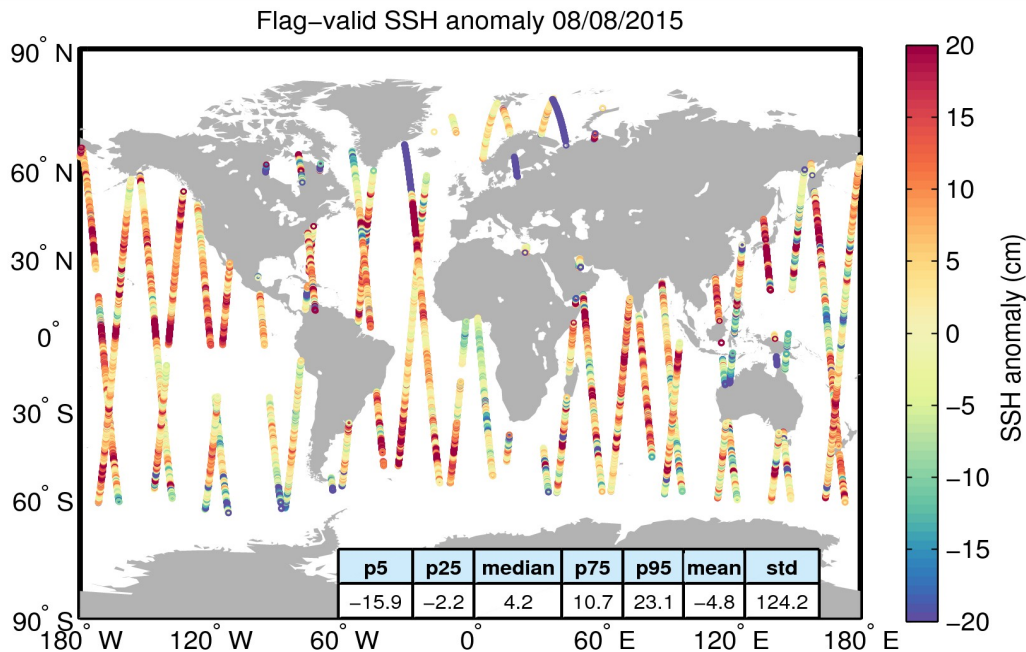 Flag−valid SSH anomaly 08/08/2015
90° N
60° N
30° N
0°
30° S
60° S
90° S
180° W 120° W 60° W 0° 60° E 120° E 180° E
p5 p25 median p75 p95 mean std
−15.9 −2.2 4.2 10.7 23.1 −4.8 124.2
20
15
10
5
0
−5
−10
−15
−20
SSH anomaly (cm)